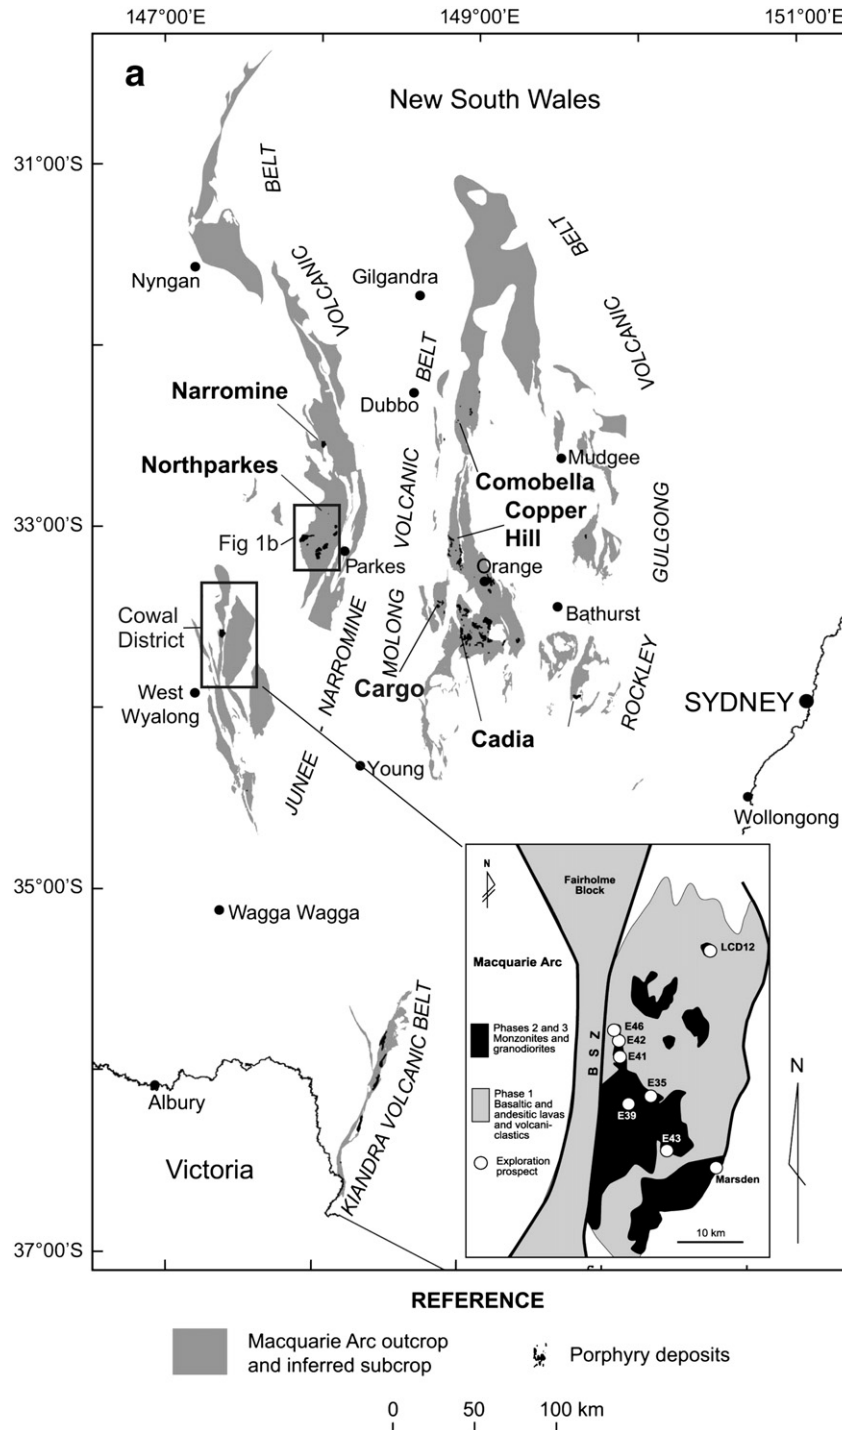 147°00'E
149°00'E
151°00'E
a
New South Wales
31°00'S
BELT
BELT
Nyngan
VOLCANIC
Gilgandra
VOLCANIC
BELT
Narromine
Dubbo
Mudgee
Northparkes
Comobella
Copper
Hill
VOLCANIC
GULGONG
33°00'S
Fig 1b
Parkes
Orange
Cowal
District
MOLONG
Bathurst
NARROMINE
ROCKLEY
West
Wyalong
Cargo
SYDNEY
Cadia
JUNEE -
Young
Wollongong
35°00'S
Wagga Wagga
N
Fairholme
Block
LCD12
Macquarie Arc
Phases 2 and 3
Monzonites and
granodiorites
B S Z
E46
E42
E41
Phase 1
Basaltic and
andesitic lavas
and volcani-
clastics
E35
E39
E43
Exploration
prospect
Marsden
10 km
N
Albury
KIANDRA VOLCANIC BELT
Victoria
37°00'S
REFERENCE
Macquarie Arc outcrop
and inferred subcrop
Porphyry deposits
0 50 100 km